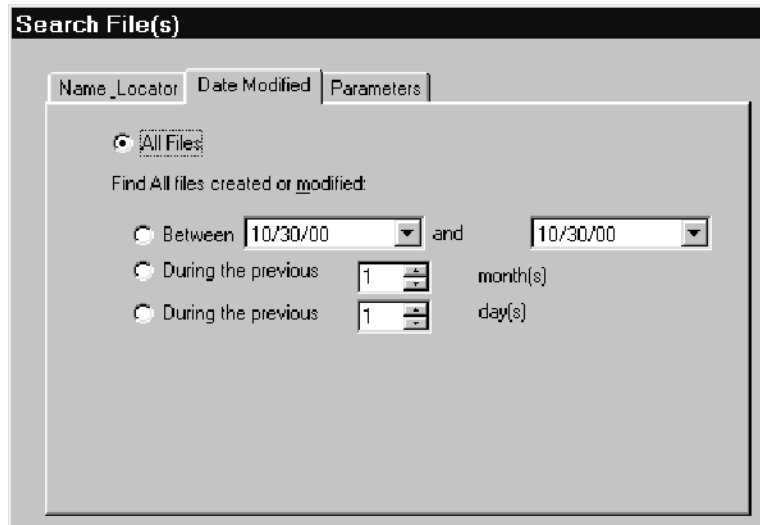 Search File(s)
Name_Locator Date Modified Parameters
All Files
Find All files created or modified:
Between 10/30/00 and 10/30/00
During the previous 1 month(s)
During the previous 1 day(s)